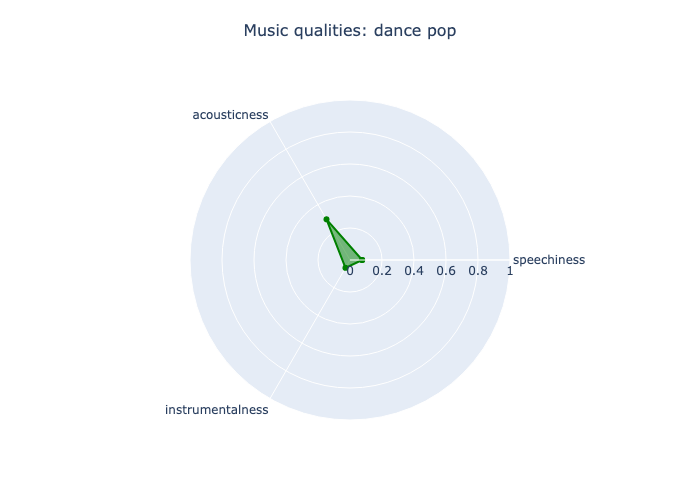 Music qualities: dance pop
acousticness
speechiness
0 0.2 0.4 0.6 0.8 1
instrumentalness